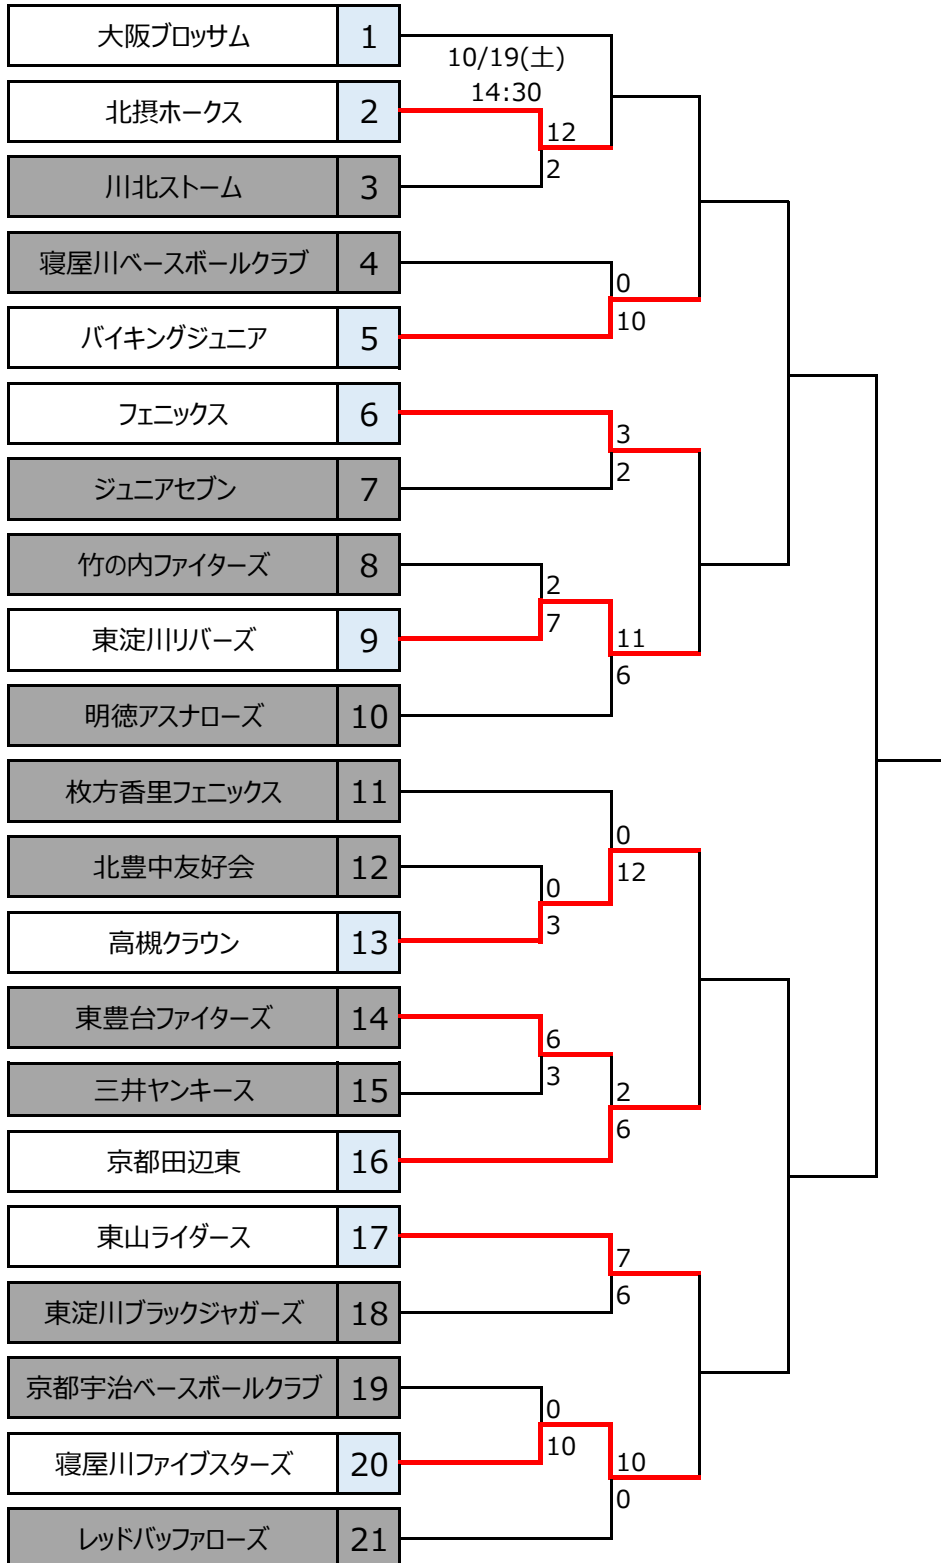 大阪ブロッサム 1
10/19(土)
14:30
北摂ホークス 2
12
2
川北ストーム 3
寝屋川ベースボールクラブ 4
0
10
バイキングジュニア 5
フェニックス 6
3
2
ジュニアセブン 7
竹の内ファイターズ 8
2
7
東淀川リバーズ 9
11
6
明徳アスナローズ 10
枚方香里フェニックス 11
0
12
北豊中友好会 12
0
3
高槻クラウン 13
東豊台ファイターズ 14
6
3
三井ヤンキース 15
2
6
京都田辺東 16
東山ライダース 17
7
6
東淀川ブラックジャガーズ 18
京都宇治ベースボールクラブ 19
0
10
寝屋川ファイブスターズ 20
10
0
レッドバッファローズ 21